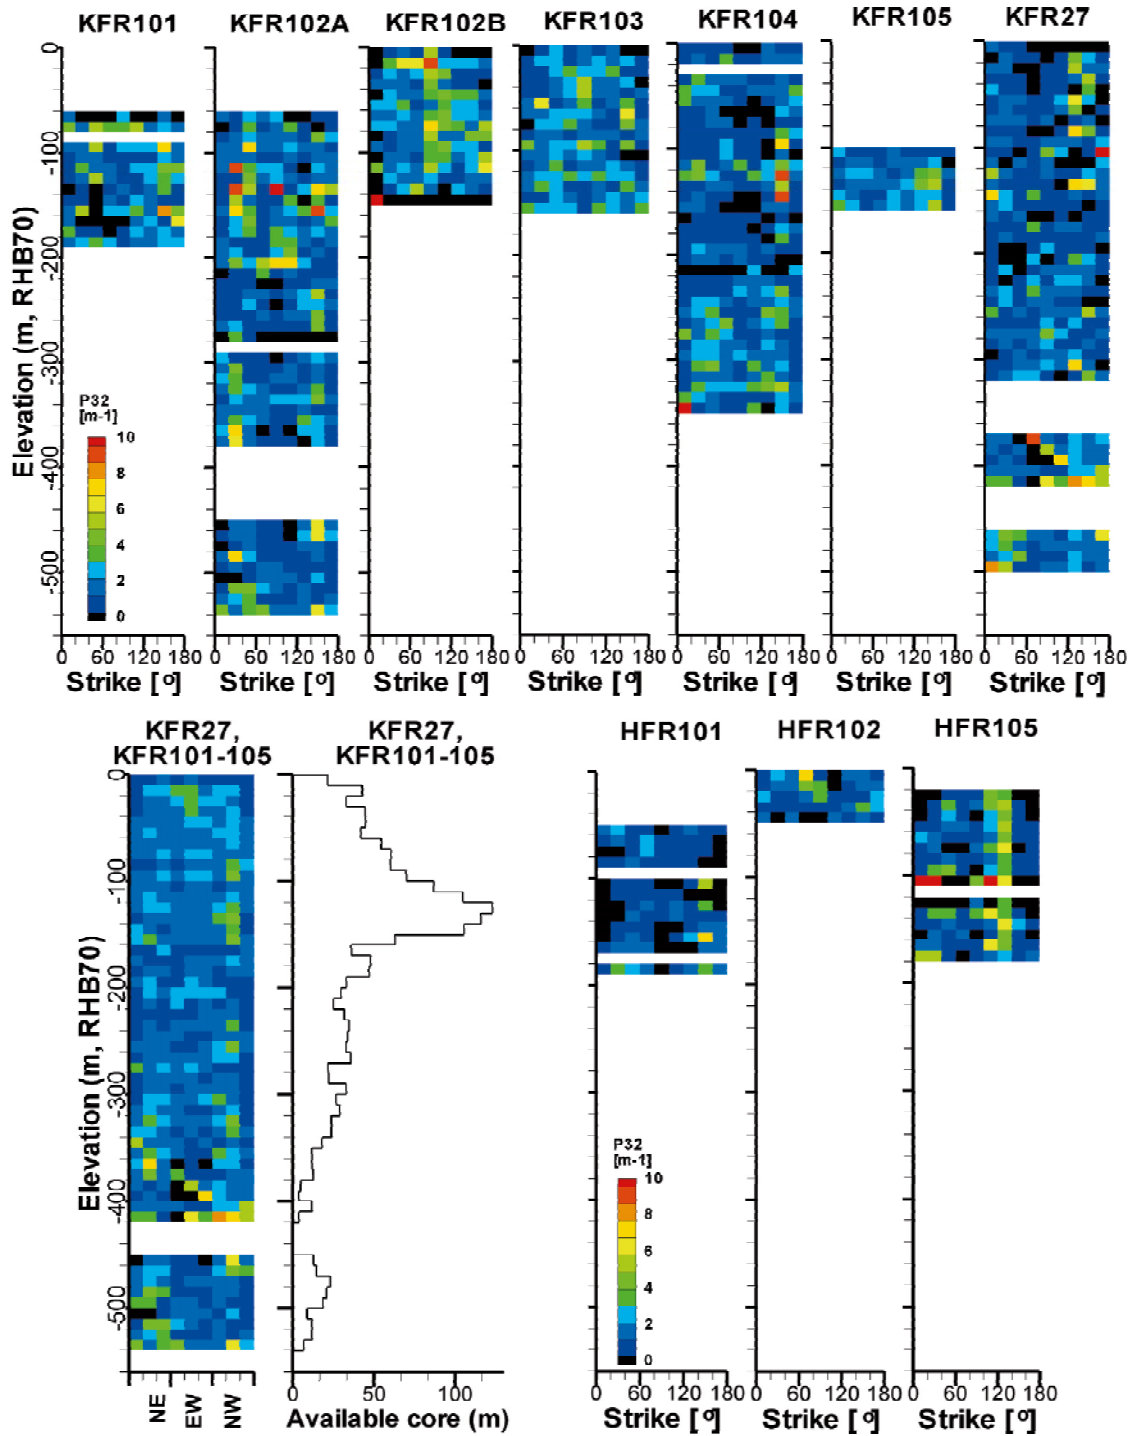 KFR101 KFR102A KFR102B KFR103 KFR104 KFR105 KFR27
Elevation (m, RHB70)
0
-100
-200
-300
-400
-500
P32
[m-1]
10
8
6
4
2
0
0 60 120 180 0 60 120 180 0 60 120 180 0 60 120 180 0 60 120 180 0 60 120 180 0 60 120 180
Strike [º] Strike [º] Strike [º] Strike [º] Strike [º] Strike [º] Strike [º]
KFR27,
KFR101-105
KFR27,
KFR101-105
HFR101 HFR102 HFR105
Elevation (m, RHB70)
0
-100
-200
-300
-400
-500
NE
EW
NW
0 50 100
Available core (m)
P32
[m-1]
10
8
6
4
2
0
0 60 120 180 0 60 120 180 0 60 120 180
Strike [º] Strike [º] Strike [º]